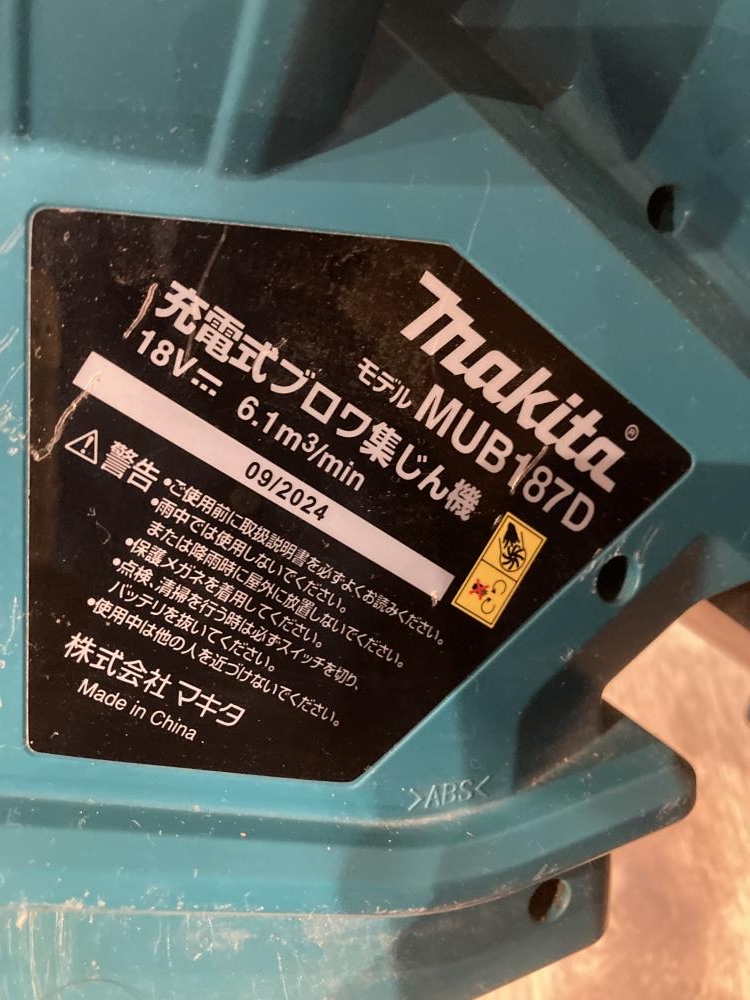 makita®
モデル MUB187D
充電式ブロワ集じん機
18V⎓ 6.1m³/min
09/2024
⚠警告
•ご使用前に取扱説明書を必ずよくお読みください。
•雨中では使用しないでください。
または降雨時に屋外に放置しないでください。
•保護メガネを着用してください。
•点検、清掃を行う時は必ずスイッチを切り、
バッテリを抜いてください。
•使用中は他の人を近づけないでください。
株式会社 マキタ
Made in China
>ABS<